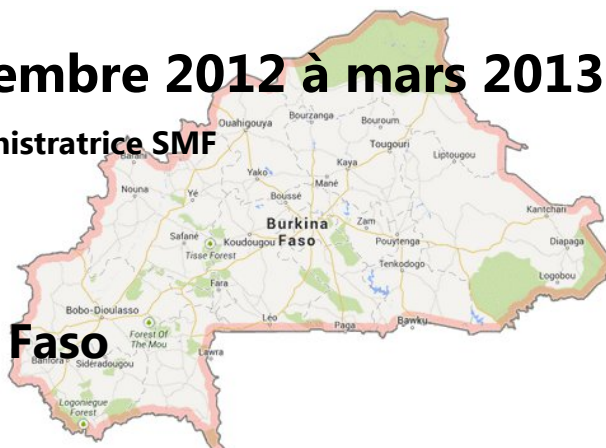 embre 2012 à mars 2013
nistratrice SMF
Faso
Ouahigouya
Bourzanga
Bouroum
Tougouri
Liptougou
Barani
Kaya
Yako
Mané
Nouna
Yé
Boussé
Kantchari
Burkina
Faso
Zam
Safané
Koudougou
Pouytenga
Diapaga
Tisse Forest
Tenkodogo
Logobou
Fara
Bobo-Dioulasso
Léo
Paga
Bawku
Forest Of
The Mou
Lawra
Banfora
Sidéradougou
Logoniegue
Forest